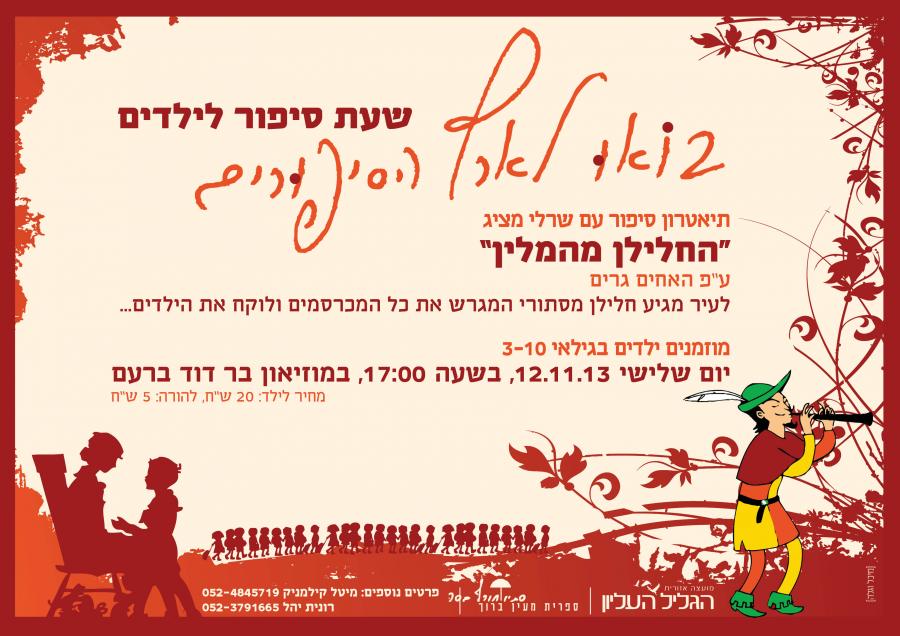 בואו לארץ
שעת סיפור לילדים
הסיפורים
תיאטרון סיפור עם שרלי מציג
"החלילן מהמלין"
ע"פ האחים גרים
לעיר מגיע חלילן מסתורי המגרש את כל המכרסמים ולוקח את הילדים...
מוזמנים ילדים בגילאי 3-10
יום שלישי 12.11.13, בשעה 17:00, במוזיאון בר דוד ברעם
מחיר לילד: 20 ש"ח, להורה: 5 ש"ח
פרטים נוספים: מיטל קילמניק 052-4845719
רונית יהל 052-3791665
ספרית מעין ברוך
מועצה אזורית
הגליל העליון